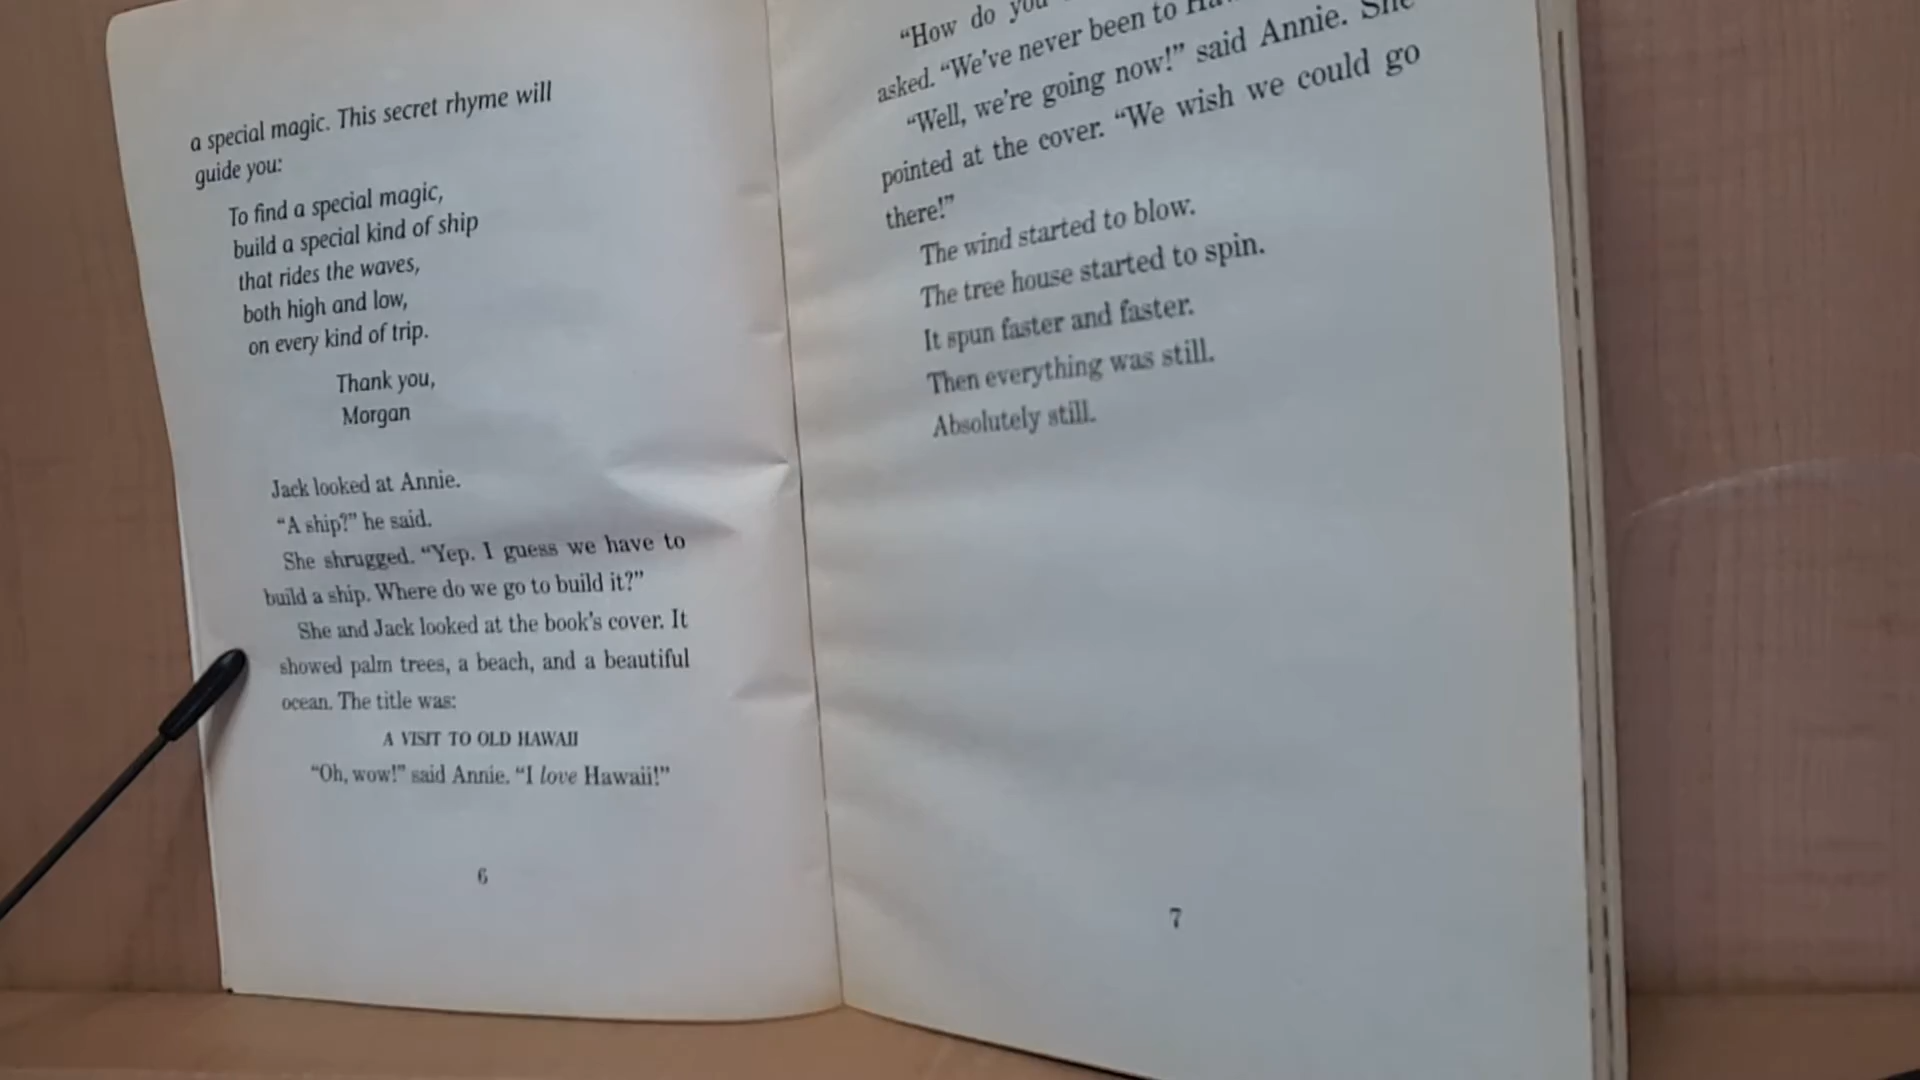 a special magic. This secret rhyme will
guide you:
To find a special magic,
build a special kind of ship
that rides the waves,
both high and low,
on every kind of trip.
Thank you,
Morgan
Jack looked at Annie.
“A ship?” he said.
She shrugged. “Yep. I guess we have to
build a ship. Where do we go to build it?”
She and Jack looked at the book’s cover. It
showed palm trees, a beach, and a beautiful
ocean. The title was:
A VISIT TO OLD HAWAII
“Oh, wow!” said Annie. “I love Hawaii!”
6
“How do you
asked. “We’ve never been to
“Well, we’re going now!” said Annie. She
pointed at the cover. “We wish we could go
there!”
The wind started to blow.
The tree house started to spin.
It spun faster and faster.
Then everything was still.
Absolutely still.
7